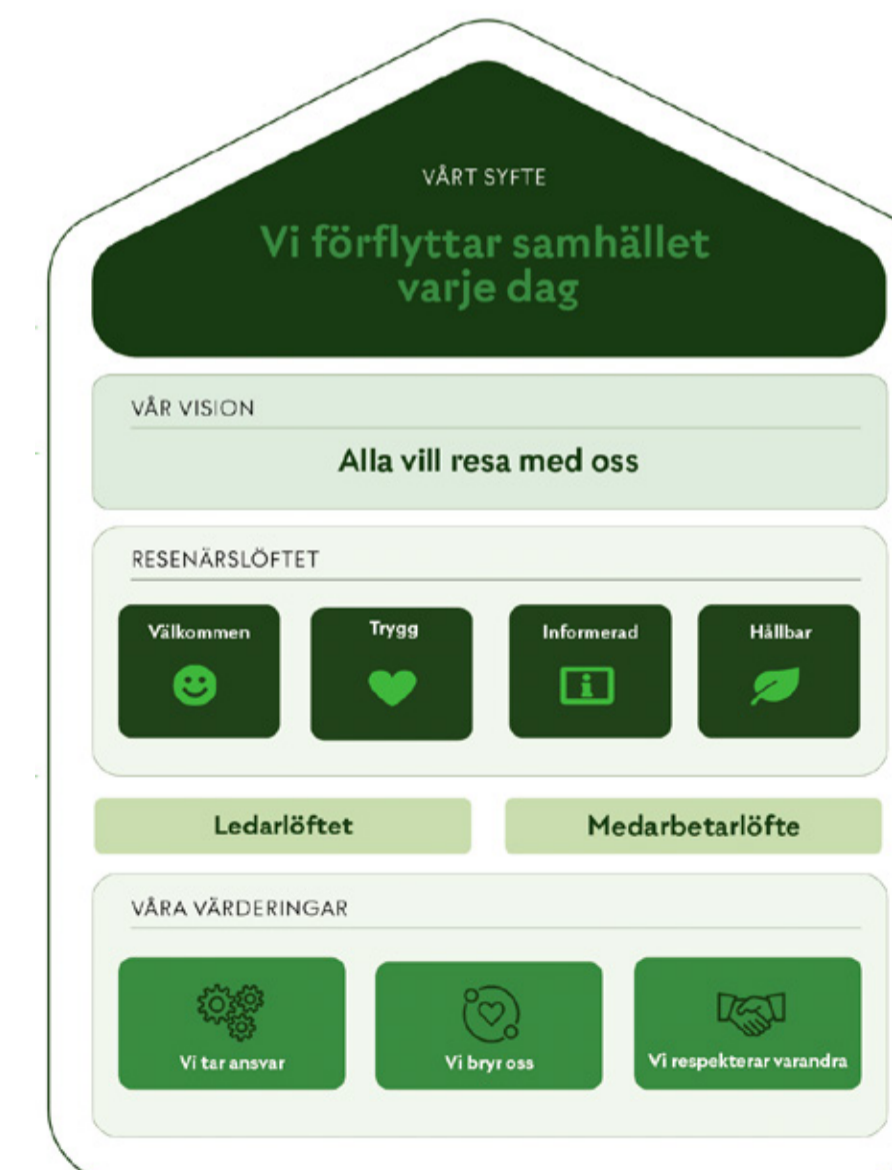 VÅRT SYFTE
Vi förflyttar samhället
varje dag
VÅR VISION
Alla vill resa med oss
RESENÄRSLÖFTET
Välkommen
Trygg
Informerad
Hållbar
Ledarlöftet
Medarbetarlöfte
VÅRA VÄRDERINGAR
Vi tar ansvar
Vi bryr oss
Vi respekterar varandra